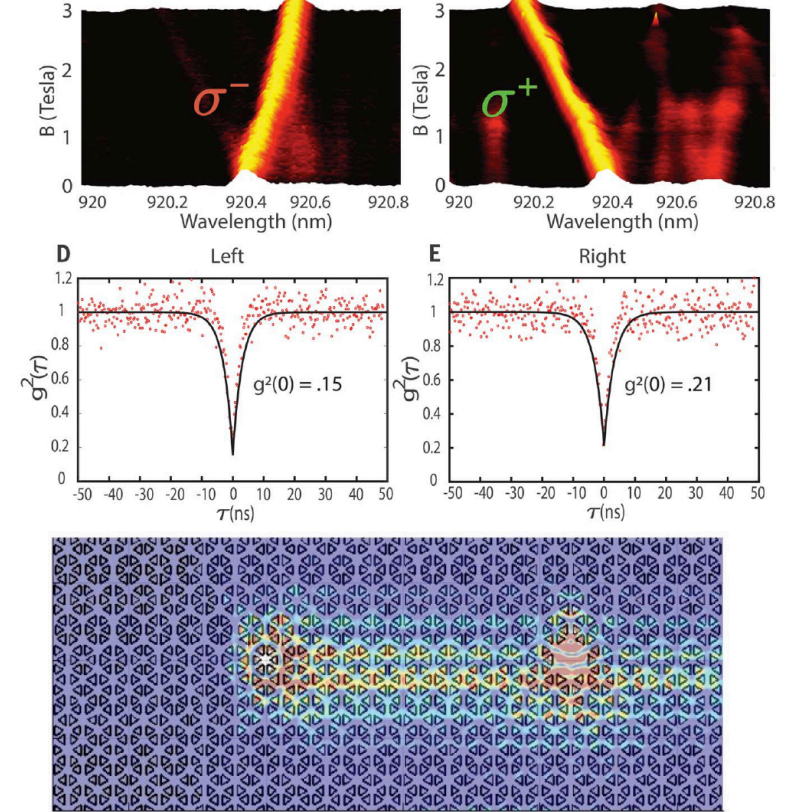 3
2
1
0
B (Tesla)
σ−
920 920.2 920.4 920.6 920.8
Wavelength (nm)
3
2
1
0
B (Tesla)
σ+
920 920.2 920.4 920.6 920.8
Wavelength (nm)
D Left
1.2
1
0.8
0.6
0.4
0.2
0
g²(τ)
g²(0) = .15
-50 -40 -30 -20 -10 0 10 20 30 40 50
τ(ns)
E Right
1.2
1
0.8
0.6
0.4
0.2
0
g²(τ)
g²(0) = .21
-50 -40 -30 -20 -10 0 10 20 30 40 50
τ(ns)